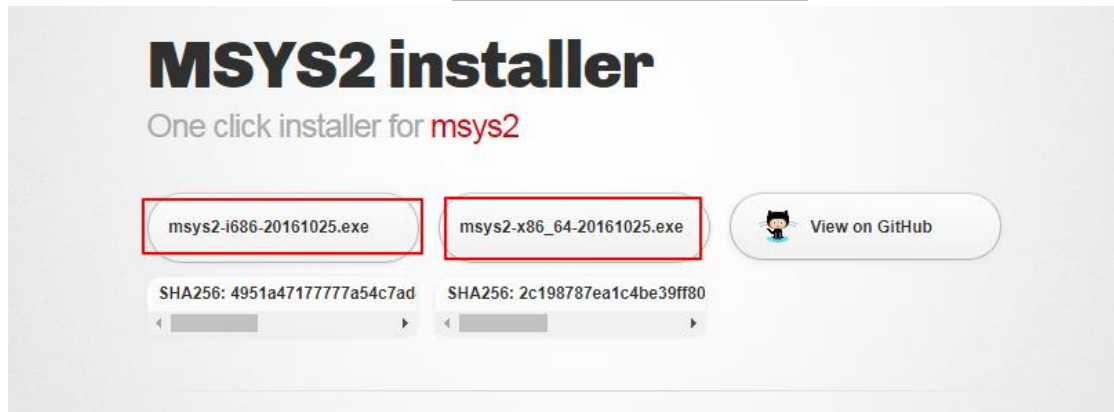 MSYS2 installer
One click installer for msys2
msys2-i686-20161025.exe
msys2-x86_64-20161025.exe
View on GitHub
SHA256: 4951a47177777a54c7ad
SHA256: 2c198787ea1c4be39ff80